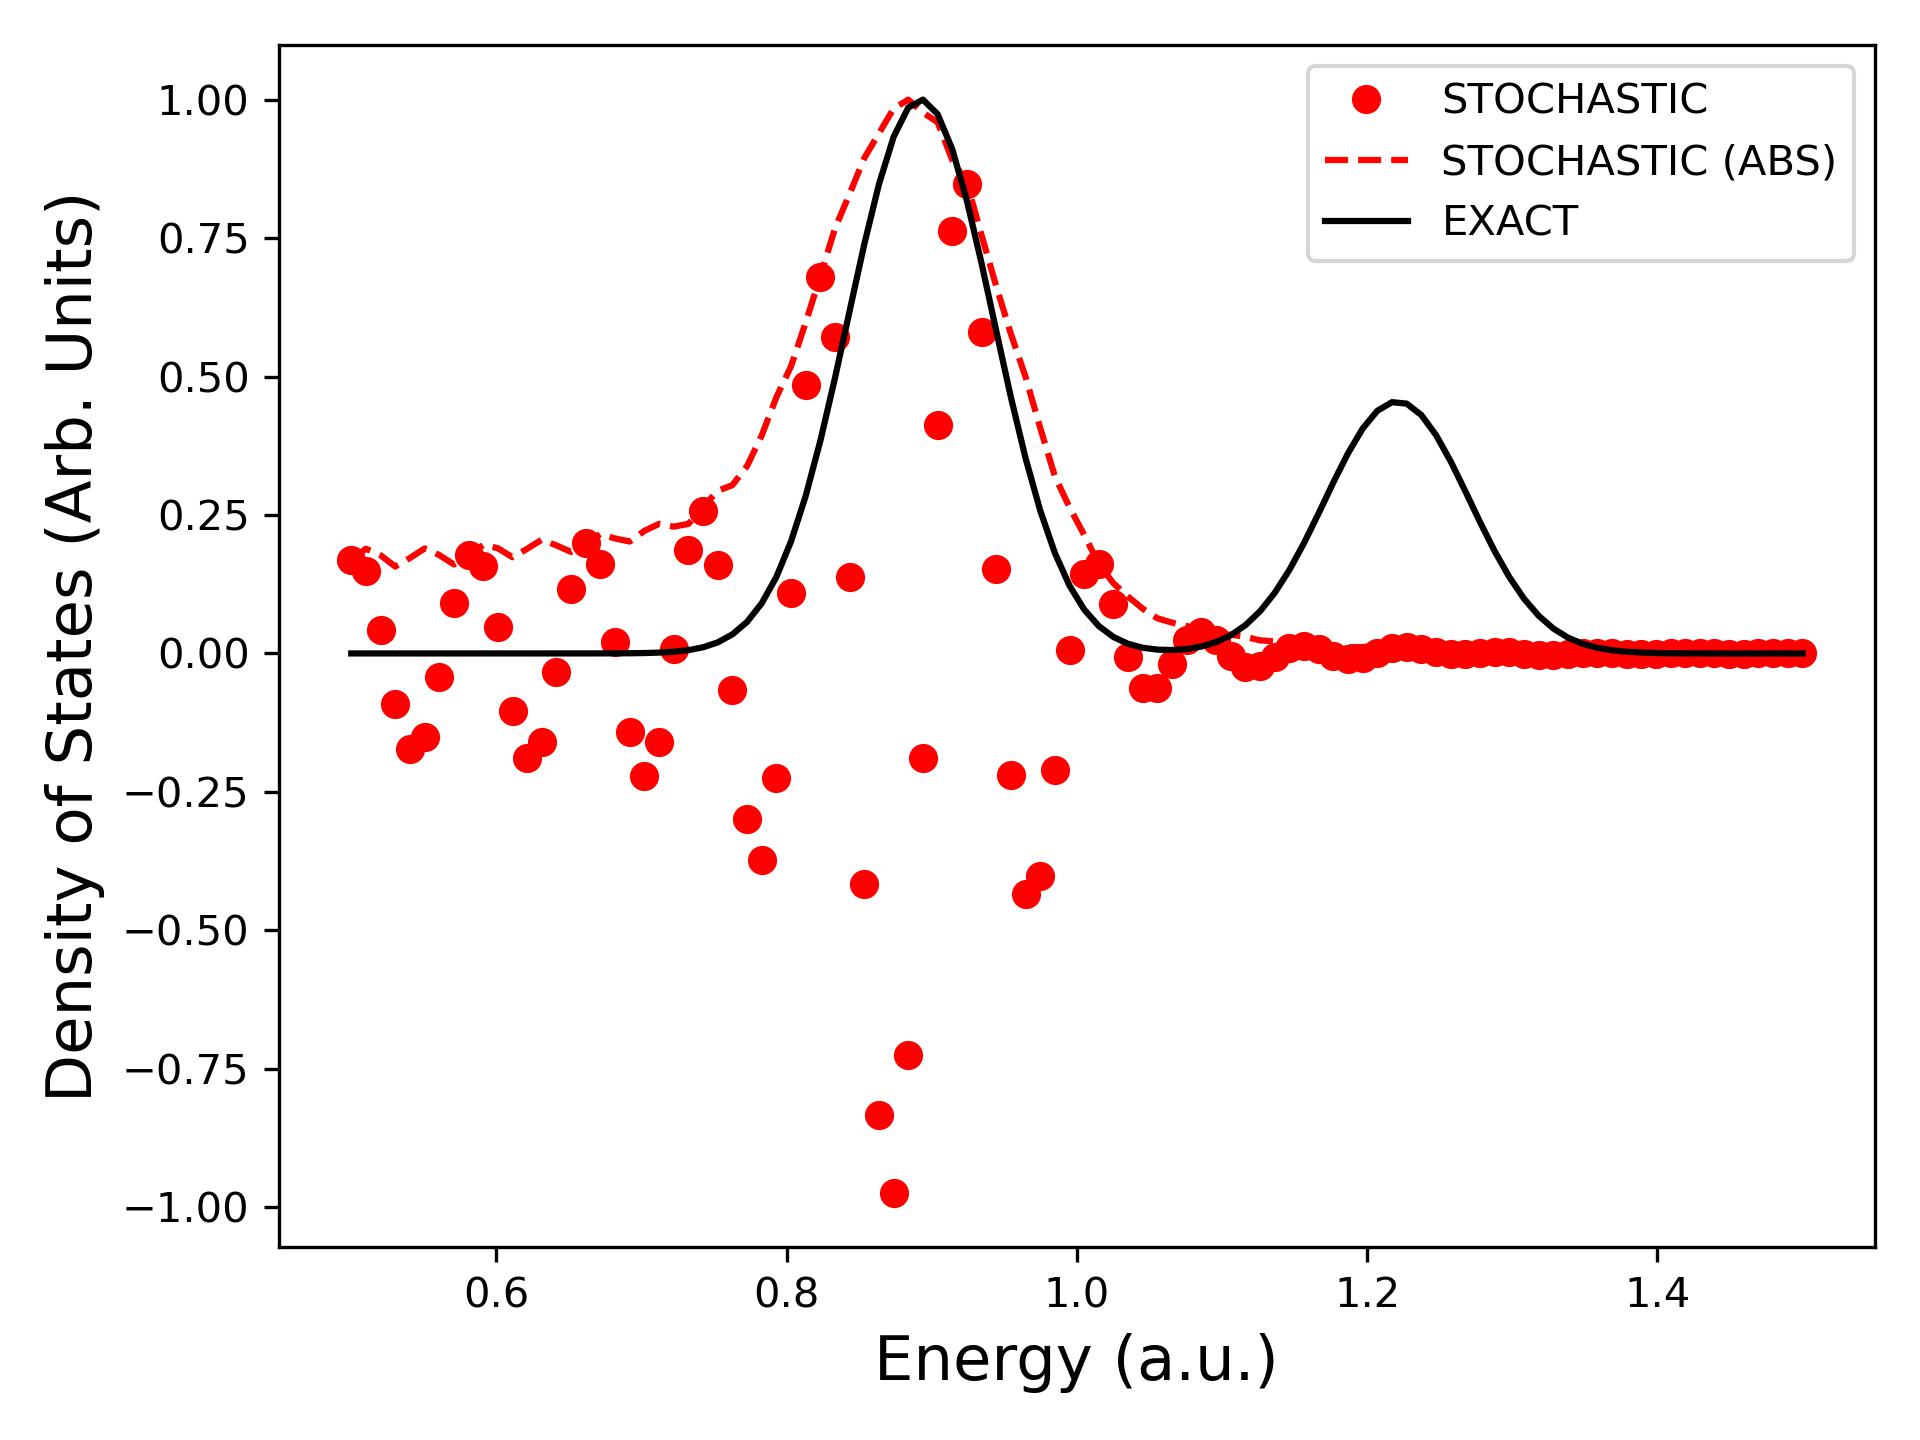 STOCHASTIC
STOCHASTIC (ABS)
EXACT
Density of States (Arb. Units)
1.00
0.75
0.50
0.25
0.00
−0.25
−0.50
−0.75
−1.00
0.6 0.8 1.0 1.2 1.4
Energy (a.u.)